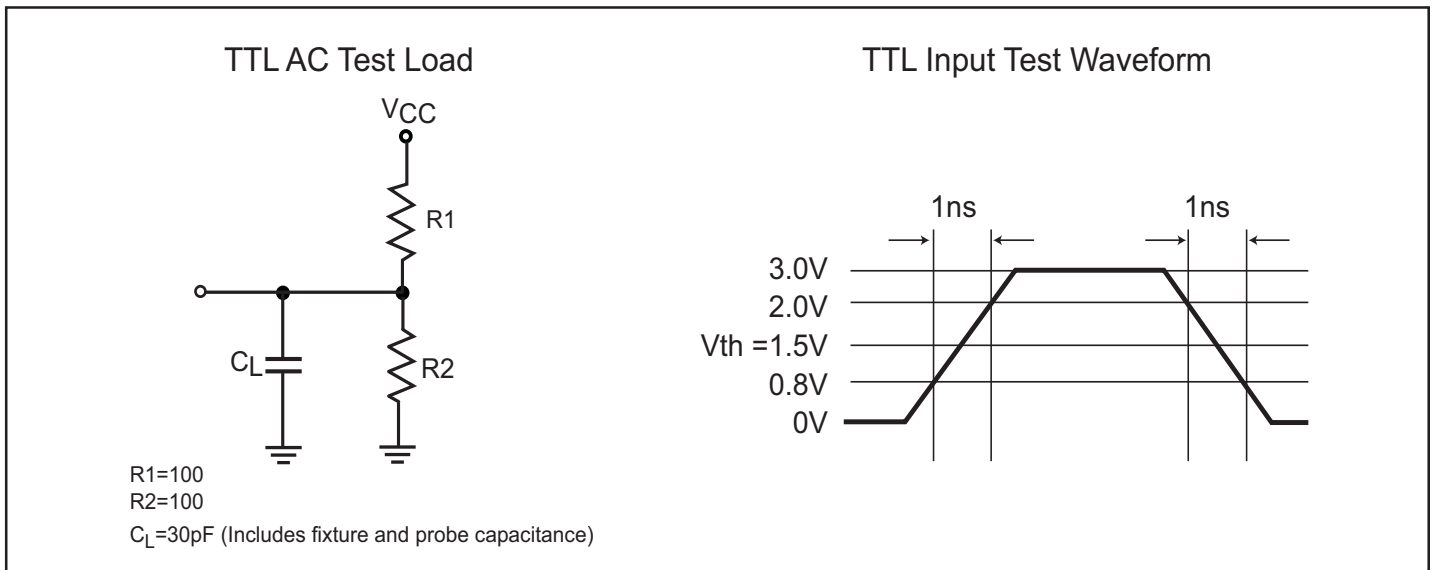 TTL AC Test Load
VCC
R1
CL
R2
R1=100
R2=100
CL=30pF (Includes fixture and probe capacitance)
TTL Input Test Waveform
1ns
1ns
3.0V
2.0V
Vth =1.5V
0.8V
0V